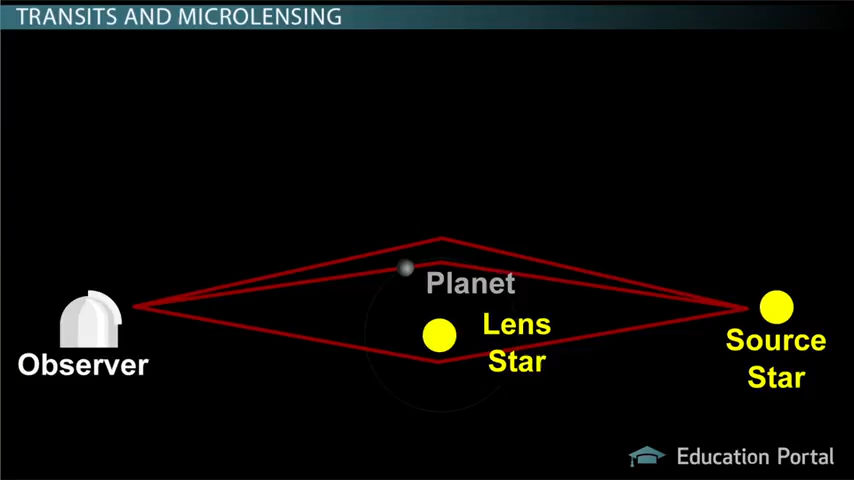 TRANSITS AND MICROLENSING
Planet
Lens
Star
Observer
Source
Star
Education Portal